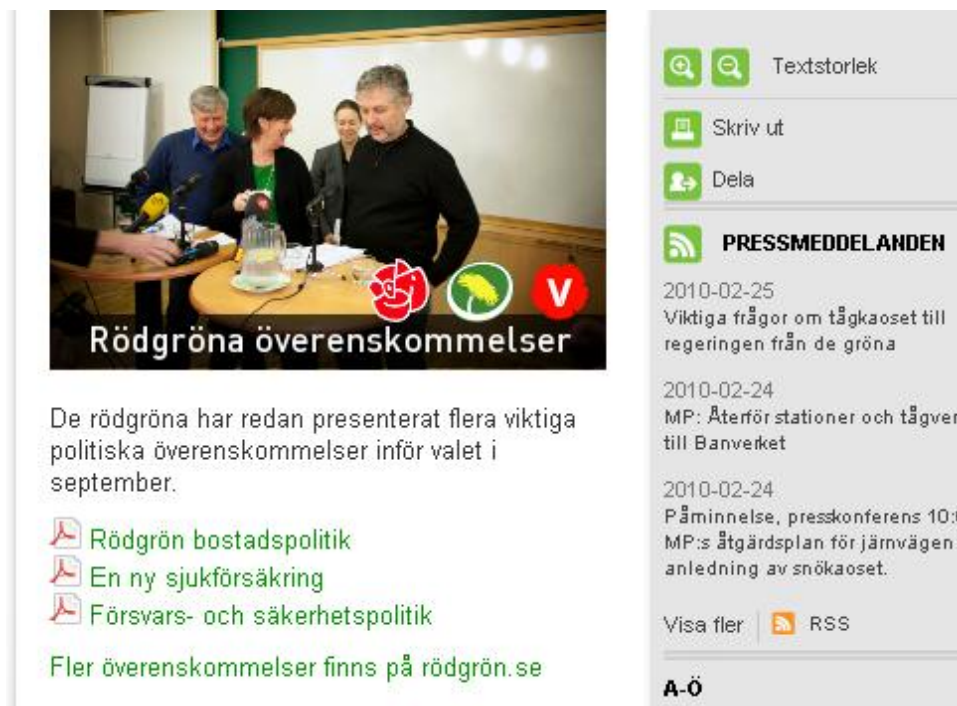 V
Rödgröna överenskommelser
De rödgröna har redan presenterat flera viktiga
politiska överenskommelser inför valet i
september.
Rödgrön bostadspolitik
En ny sjukförsäkring
Försvars- och säkerhetspolitik
Fler överenskommelser finns på rödgrön.se
Textstorlek
Skriv ut
Dela
PRESSMEDDELANDEN
2010-02-25
Viktiga frågor om tågkaoset till
regeringen från de gröna
2010-02-24
MP: Återför stationer och
till Banverket
2010-02-24
Påminnelse, presskonferens
MP:s åtgärdsplan för järnvägen
anledning av snökaoset.
Visa fler
RSS
A-Ö